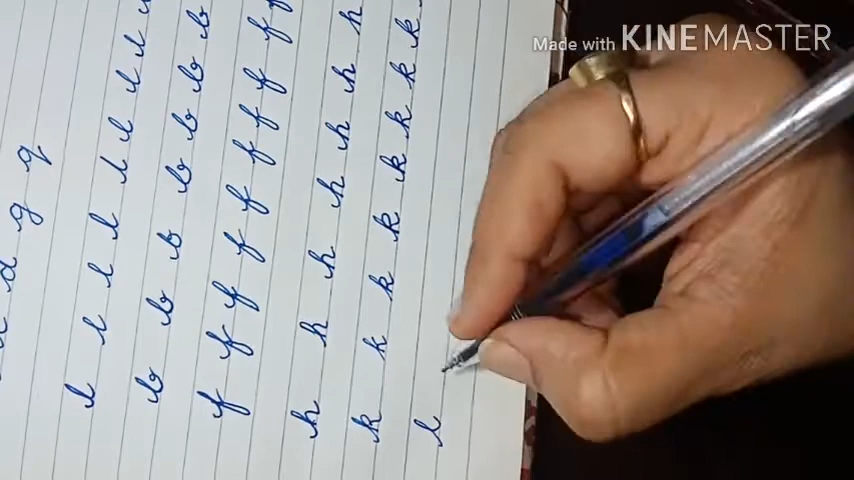 Made with KINEMASTER
d g q
l l l l l l l l l
b b b b b b b
f f f f f f f f f f
h h h h h h h
k k k k k k k k
l